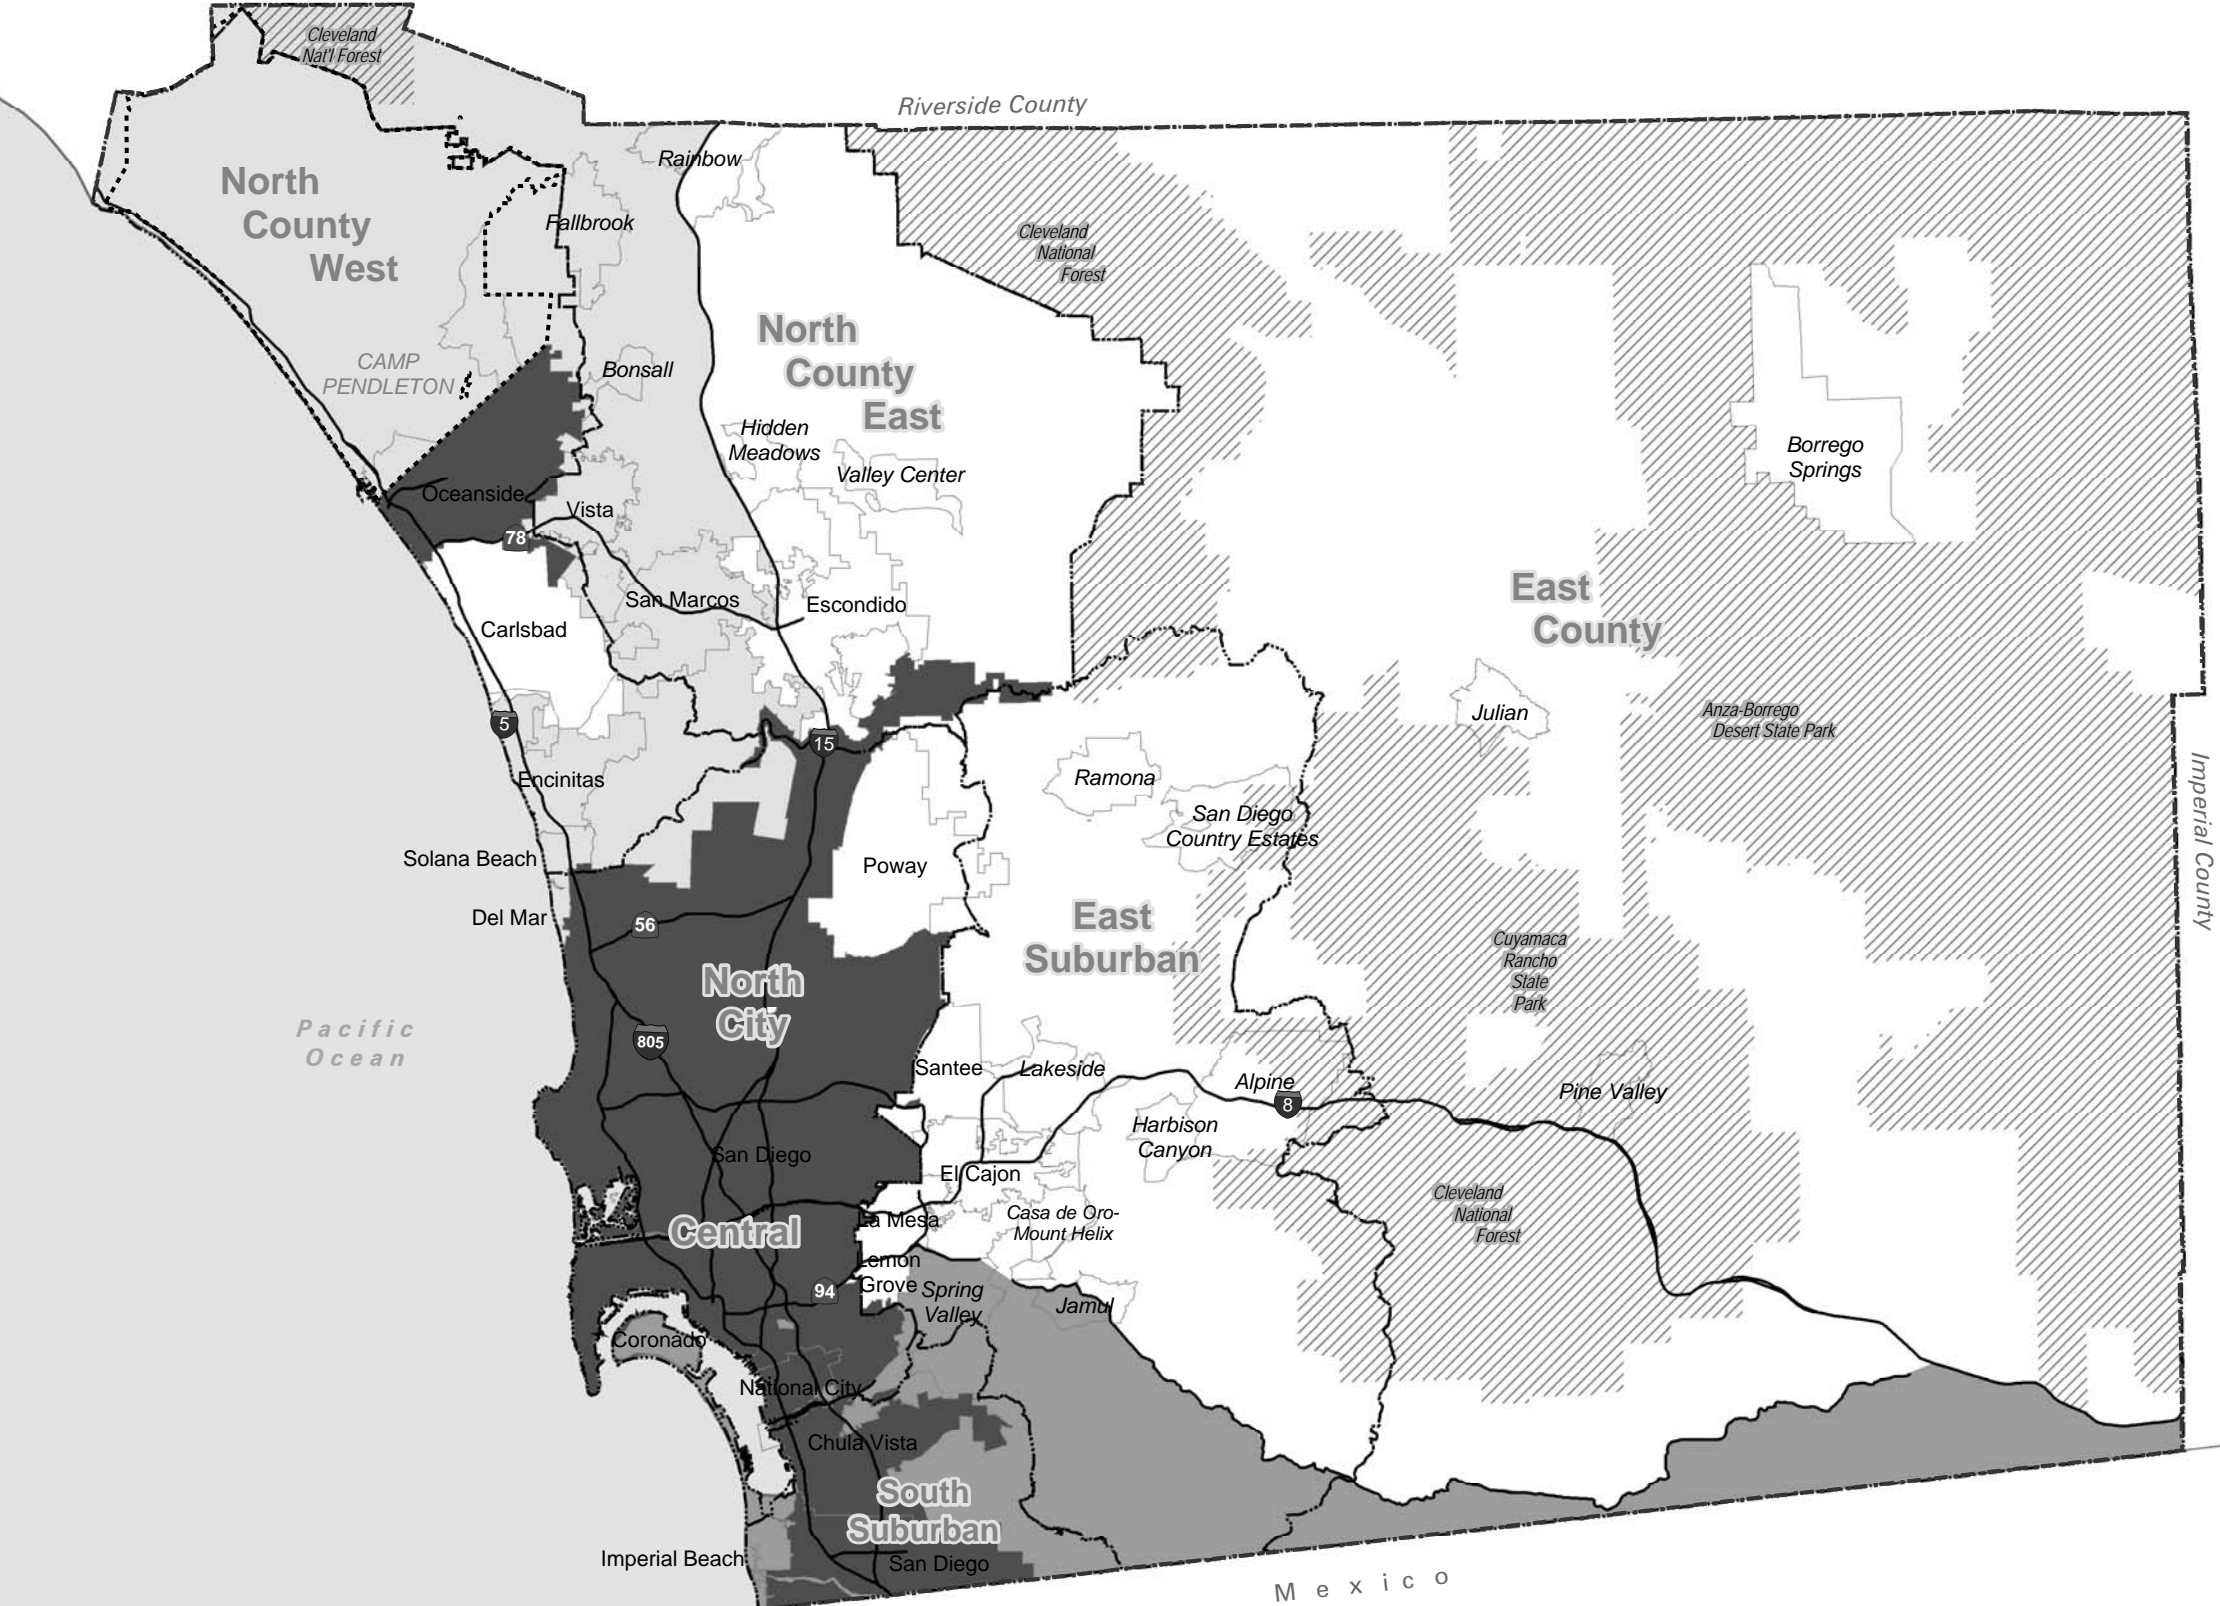 Cleveland
Nat'l Forest
Riverside County
Rainbow
North
County
West
Fallbrook
Cleveland
National
Forest
North
County
East
CAMP
PENDLETON
Bonsall
Hidden
Meadows
Valley Center
Borrego
Springs
Oceanside
Vista
78
San Marcos
Escondido
Carlsbad
East
County
5
15
Julian
Anza-Borrego
Desert State Park
Imperial County
Encinitas
Ramona
San Diego
Country Estates
Solana Beach
Poway
Del Mar
56
East
Suburban
Cuyamaca
Rancho
State
Park
North
City
Pacific
Ocean
805
Santee
Lakeside
Alpine
8
Pine Valley
Harbison
Canyon
San Diego
El Cajon
Cleveland
National
Forest
Central
La Mesa
Casa de Oro-
Mount Helix
Lemon
Grove
94
Spring
Valley
Jamul
Coronado
National City
Chula Vista
South
Suburban
Imperial Beach
San Diego
Mexico